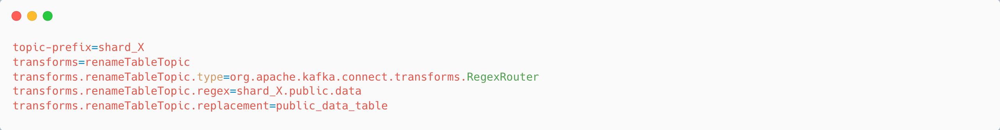 topic-prefix=shard_X
transforms=renameTableTopic
transforms.renameTableTopic.type=org.apache.kafka.connect.transforms.RegexRouter
transforms.renameTableTopic.regex=shard_X.public.data
transforms.renameTableTopic.replacement=public_data_table